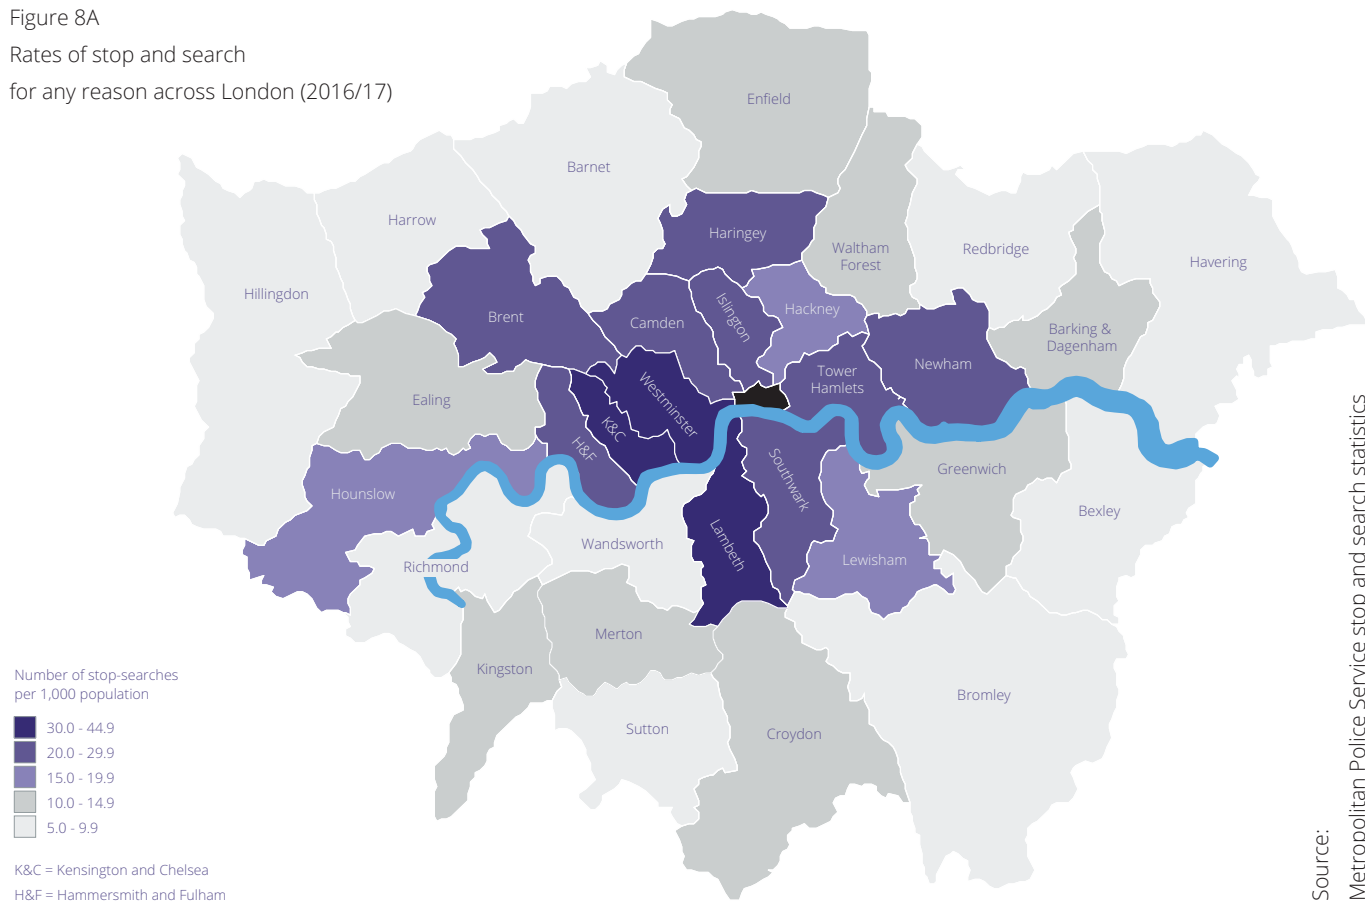 Figure 8A
Rates of stop and search
for any reason across London (2016/17)
Enfield
Barnet
Harrow
Haringey
Waltham
Forest
Redbridge
Havering
Hillingdon
Brent
Camden
Islington
Hackney
Barking &
Dagenham
Newham
Tower
Hamlets
Ealing
Westminster
K&C
H&F
Southwark
Greenwich
Hounslow
Bexley
Lambeth
Wandsworth
Lewisham
Richmond
Merton
Kingston
Bromley
Sutton
Croydon
Number of stop-searches
per 1,000 population
30.0 - 44.9
20.0 - 29.9
15.0 - 19.9
10.0 - 14.9
5.0 - 9.9
K&C = Kensington and Chelsea
H&F = Hammersmith and Fulham
Source:
Metropolitan Police Service stop and search statistics